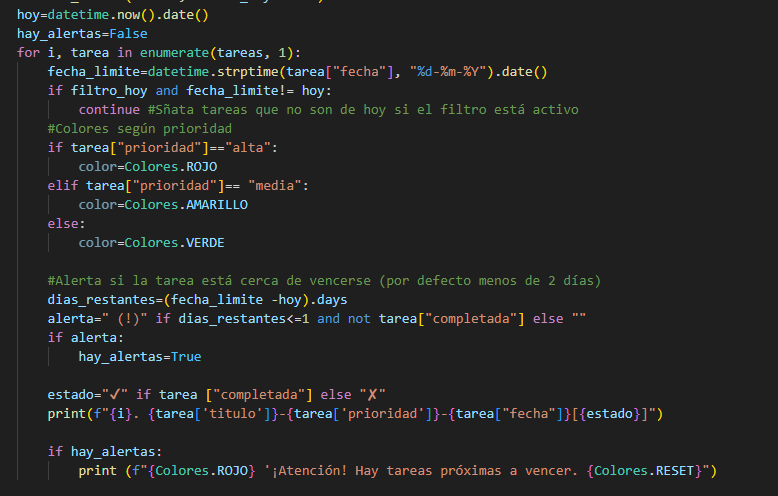 hoy=datetime.now().date()
hay_alertas=False
for i, tarea in enumerate(tareas, 1):
    fecha_limite=datetime.strptime(tarea["fecha"], "%d-%m-%Y").date()
    if filtro_hoy and fecha_limite!= hoy:
        continue #Sñata tareas que no son de hoy si el filtro está activo
    #Colores según prioridad
    if tarea["prioridad"]=="alta":
        color=Colores.ROJO
    elif tarea["prioridad"]== "media":
        color=Colores.AMARILLO
    else:
        color=Colores.VERDE

    #Alerta si la tarea está cerca de vencerse (por defecto menos de 2 días)
    dias_restantes=(fecha_limite -hoy).days
    alerta=" (!)" if dias_restantes<=1 and not tarea["completada"] else ""
    if alerta:
        hay_alertas=True

    estado="✓" if tarea ["completada"] else "✗"
    print(f"{i}. {tarea['titulo']}-{tarea['prioridad']}-{tarea["fecha"]}[{estado}]")

    if hay_alertas:
        print (f"{Colores.ROJO} '¡Atención! Hay tareas próximas a vencer. {Colores.RESET}")